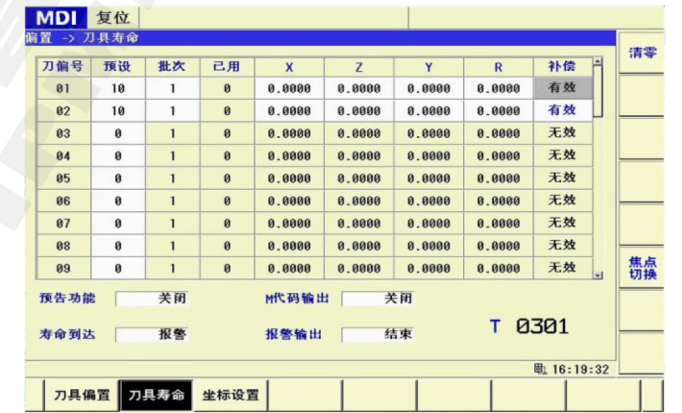 MDI 复位
偏置 -> 刀具寿命
清零
刀偏号 预设 批次 已用 X Z Y R 补偿
01 10 1 0 0.0000 0.0000 0.0000 0.0000 有效
02 10 1 0 0.0000 0.0000 0.0000 0.0000 有效
03 0 1 0 0.0000 0.0000 0.0000 0.0000 无效
04 0 1 0 0.0000 0.0000 0.0000 0.0000 无效
05 0 1 0 0.0000 0.0000 0.0000 0.0000 无效
06 0 1 0 0.0000 0.0000 0.0000 0.0000 无效
07 0 1 0 0.0000 0.0000 0.0000 0.0000 无效
08 0 1 0 0.0000 0.0000 0.0000 0.0000 无效
09 0 1 0 0.0000 0.0000 0.0000 0.0000 无效
焦点
切换
预告功能 关闭 M代码输出 关闭
寿命到达 报警 报警输出 结束 T 0301
16:19:32
刀具偏置 刀具寿命 坐标设置